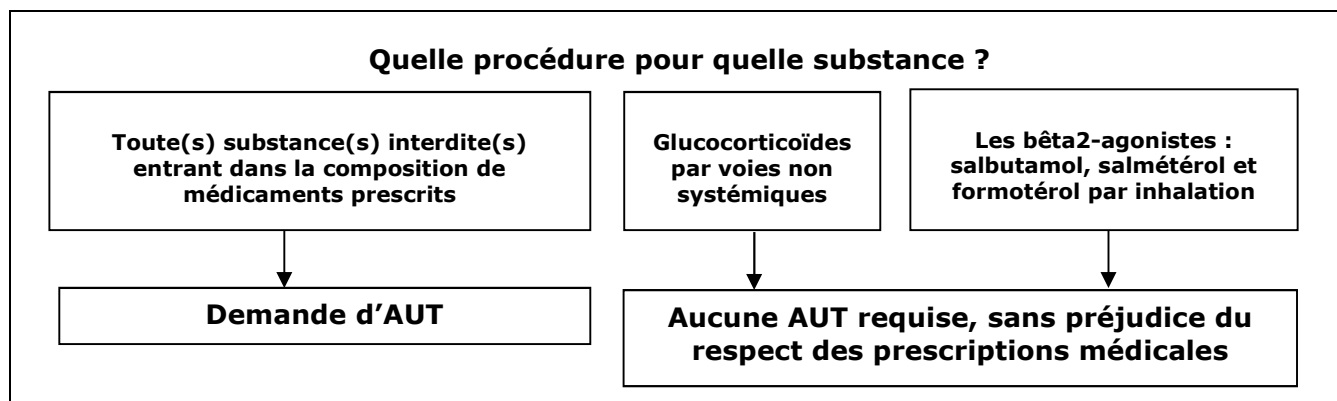 Quelle procédure pour quelle substance ?
Toute(s) substance(s) interdite(s)
entrant dans la composition de
médicaments prescrits
Glucocorticoïdes
par voies non
systémiques
Les bêta2-agonistes :
salbutamol, salmétérol et
formotérol par inhalation
Demande d’AUT
Aucune AUT requise, sans préjudice du
respect des prescriptions médicales